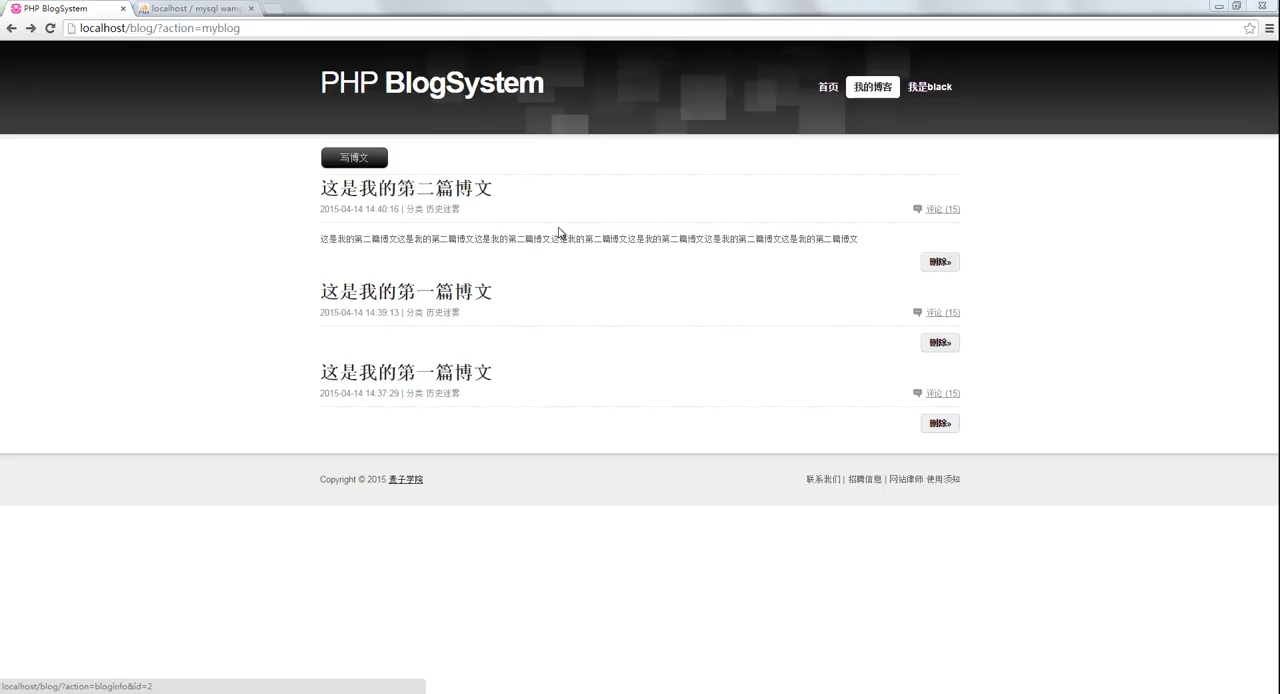 PHP BlogSystem
localhost / mysql wamp
localhost/blog/?action=myblog
PHP BlogSystem
首页
我的博客
我是black
写博文
这是我的第二篇博文
2015-04-14 14:40:16 | 分类 历史迷雾
评论 (15)
这是我的第二篇博文这是我的第二篇博文这是我的第二篇博文这是我的第二篇博文这是我的第二篇博文这是我的第二篇博文这是我的第二篇博文
删除»
这是我的第一篇博文
2015-04-14 14:39:13 | 分类 历史迷雾
评论 (15)
删除»
这是我的第一篇博文
2015-04-14 14:37:29 | 分类 历史迷雾
评论 (15)
删除»
Copyright © 2015 麦子学院
联系我们 | 招聘信息 | 网站律师 使用须知
localhost/blog/?action=bloginfo&id=2